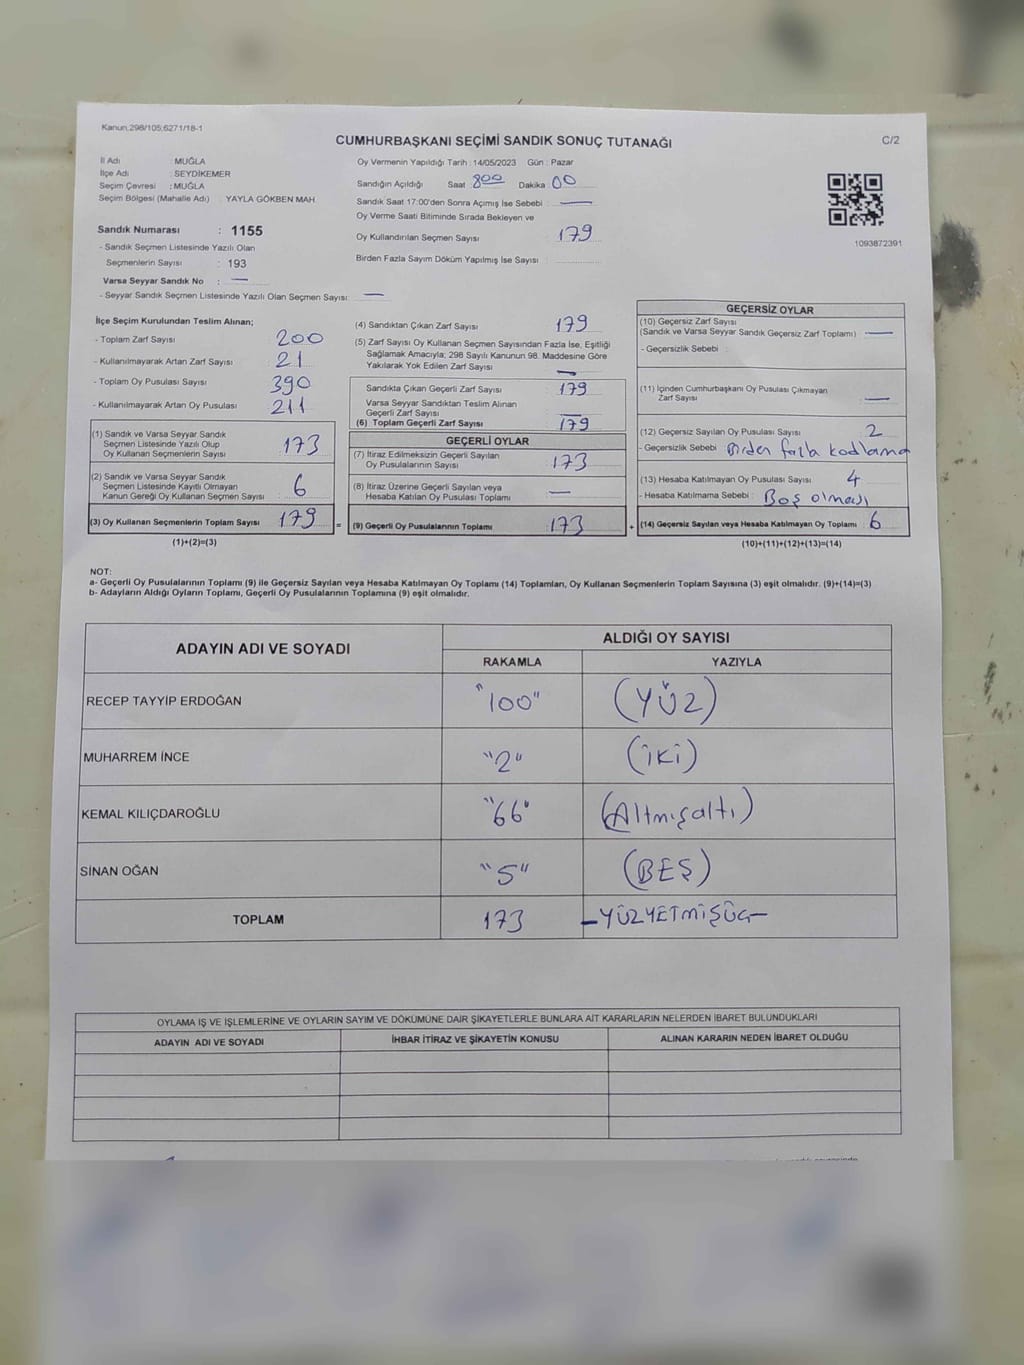 Kanun,298/105;6271/18-1
CUMHURBAŞKANI SEÇİMİ SANDIK SONUÇ TUTANAĞI
C/2
İl Adı : MUĞLA
İlçe Adı : SEYDİKEMER
Seçim Çevresi : MUĞLA
Seçim Bölgesi (Mahalle Adı) : YAYLA GÖKBEN MAH.
Sandık Numarası : 1155
- Sandık Seçmen Listesinde Yazılı Olan
Seçmenlerin Sayısı : 193
Varsa Seyyar Sandık No : —
- Seyyar Sandık Seçmen Listesinde Yazılı Olan Seçmen Sayısı: —
Oy Vermenin Yapıldığı Tarih : 14/05/2023 Gün : Pazar
Sandığın Açıldığı Saat 800 Dakika 00
Sandık Saat 17:00'den Sonra Açımış İse Sebebi : —
Oy Verme Saati Bitiminde Sırada Bekleyen ve
Oy Kullandırılan Seçmen Sayısı : 179
Birden Fazla Sayım Döküm Yapılmış İse Sayısı :
1093872391
İlçe Seçim Kurulundan Teslim Alınan;
- Toplam Zarf Sayısı : 200
- Kullanılmayarak Artan Zarf Sayısı : 21
- Toplam Oy Pusulası Sayısı : 390
- Kullanılmayarak Artan Oy Pusulası : 211
(1) Sandık ve Varsa Seyyar Sandık
Seçmen Listesinde Yazılı Olup
Oy Kullanan Seçmenlerin Sayısı : 173
(2) Sandık ve Varsa Seyyar Sandık
Seçmen Listesinde Kayıtlı Olmayan
Kanun Gereği Oy Kullanan Seçmen Sayısı : 6
(3) Oy Kullanan Seçmenlerin Toplam Sayısı : 179 =
(1)+(2)=(3)
(4) Sandıktan Çıkan Zarf Sayısı : 179
(5) Zarf Sayısı Oy Kullanan Seçmen Sayısından Fazla İse, Eşitliği
Sağlamak Amacıyla; 298 Sayılı Kanunun 98. Maddesine Göre
Yakılarak Yok Edilen Zarf Sayısı : —
Sandıkta Çıkan Geçerli Zarf Sayısı : 179
Varsa Seyyar Sandıktan Teslim Alınan
Geçerli Zarf Sayısı : —
(6) Toplam Geçerli Zarf Sayısı : 179
GEÇERLİ OYLAR
(7) İtiraz Edilmeksizin Geçerli Sayılan
Oy Pusulalarının Sayısı : 173
(8) İtiraz Üzerine Geçerli Sayılan veya
Hesaba Katılan Oy Pusulası Toplamı : —
(9) Geçerli Oy Pusulalarının Toplamı : 173 +
GEÇERSİZ OYLAR
(10) Geçersiz Zarf Sayısı
(Sandık ve Varsa Seyyar Sandık Geçersiz Zarf Toplamı) : —
- Geçersizlik Sebebi :
(11) İçinden Cumhurbaşkanı Oy Pusulası Çıkmayan
Zarf Sayısı : —
(12) Geçersiz Sayılan Oy Pusulası Sayısı : 2
- Geçersizlik Sebebi : Birden fazla kodlama
(13) Hesaba Katılmayan Oy Pusulası Sayısı : 4
- Hesaba Katılmama Sebebi : Boş olması
(14) Geçersiz Sayılan veya Hesaba Katılmayan Oy Toplamı : 6
(10)+(11)+(12)+(13)=(14)
NOT:
a- Geçerli Oy Pusulalarının Toplamı (9) ile Geçersiz Sayılan veya Hesaba Katılmayan Oy Toplamı (14) Toplamları, Oy Kullanan Seçmenlerin Toplam Sayısına (3) eşit olmalıdır. (9)+(14)=(3)
b- Adayların Aldığı Oyların Toplamı, Geçerli Oy Pusulalarının Toplamına (9) eşit olmalıdır.
ADAYIN ADI VE SOYADI
ALDIĞI OY SAYISI
RAKAMLA YAZIYLA
RECEP TAYYİP ERDOĞAN "100" (YÜZ)
MUHARREM İNCE "2" (İKİ)
KEMAL KILIÇDAROĞLU "66" (Altmışaltı)
SİNAN OĞAN "5" (BEŞ)
TOPLAM 173 -YÜZYETMİŞÜÇ-
OYLAMA İŞ VE İŞLEMLERİNE VE OYLARIN SAYIM VE DÖKÜMÜNE DAİR ŞİKAYETLERLE BUNLARA AİT KARARLARIN NELERDEN İBARET BULUNDUKLARI
ADAYIN ADI VE SOYADI İHBAR İTİRAZ VE ŞİKAYETİN KONUSU ALINAN KARARIN NEDEN İBARET OLDUĞU